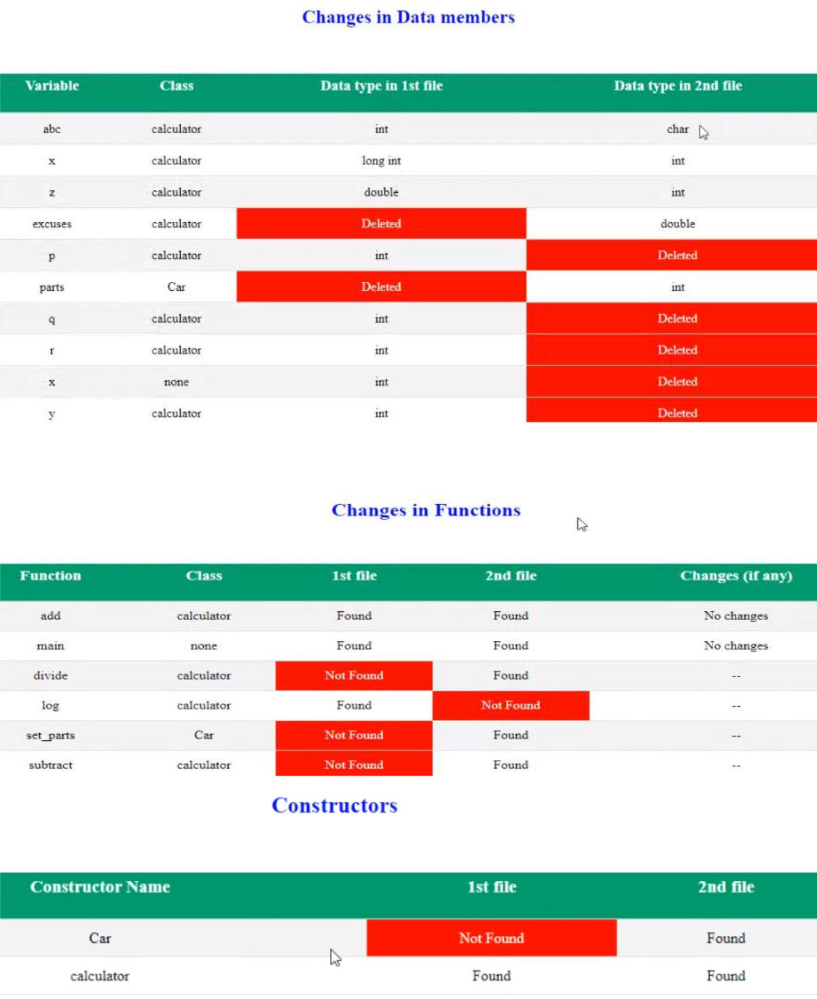 Changes in Data members
Variable Class Data type in 1st file Data type in 2nd file
abc calculator int char
x calculator long int int
z calculator double int
excuses calculator Deleted double
p calculator int Deleted
parts Car Deleted int
q calculator int Deleted
r calculator int Deleted
x none int Deleted
y calculator int Deleted
Changes in Functions
Function Class 1st file 2nd file Changes (if any)
add calculator Found Found No changes
main none Found Found No changes
divide calculator Not Found Found --
log calculator Found Not Found --
set_parts Car Not Found Found --
subtract calculator Not Found Found --
Constructors
Constructor Name 1st file 2nd file
Car Not Found Found
calculator Found Found